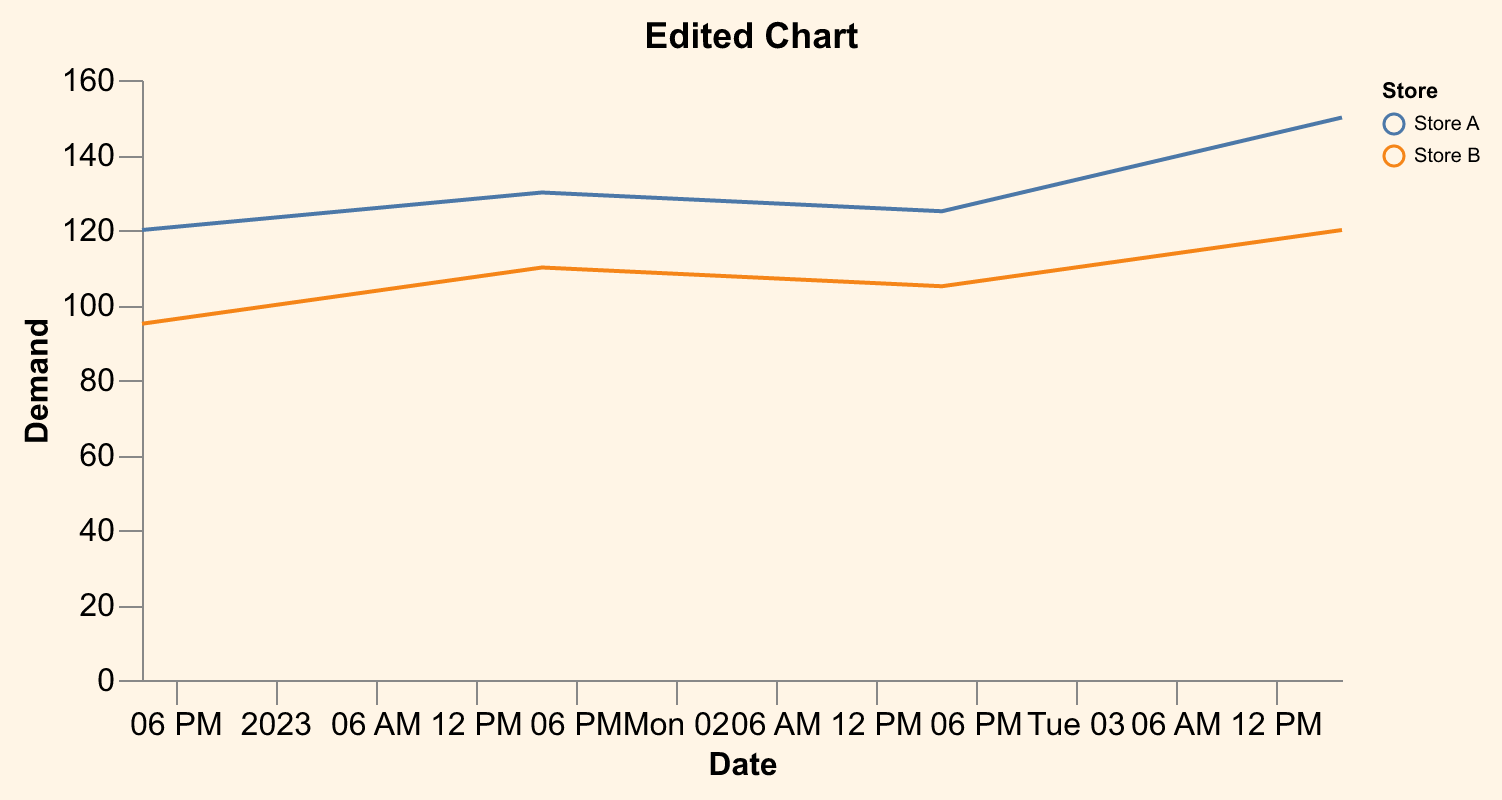 Edited Chart
160
140
120
100
80
60
40
20
0
Demand
06 PM 2023 06 AM 12 PM 06 PM Mon 02 06 AM 12 PM 06 PM Tue 03 06 AM 12 PM
Date
Store
Store A
Store B